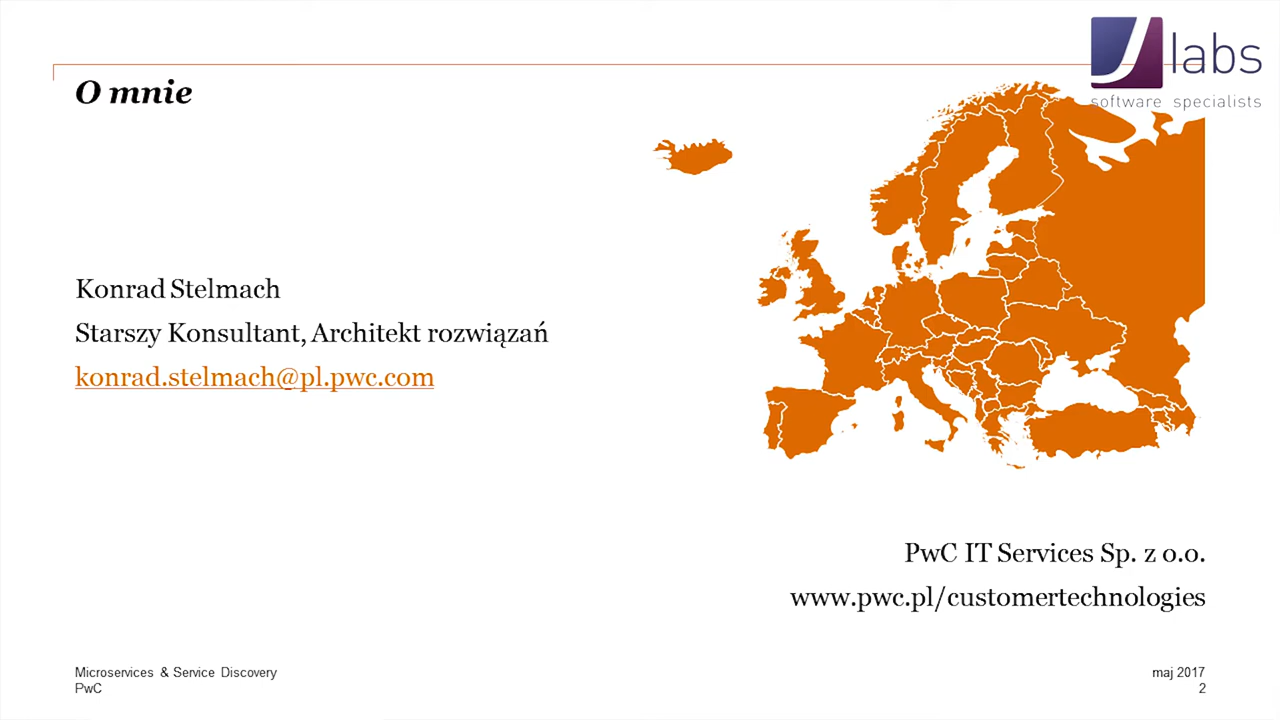 J labs
software specialists
O mnie
Konrad Stelmach
Starszy Konsultant, Architekt rozwiązań
konrad.stelmach@pl.pwc.com
PwC IT Services Sp. z o.o.
www.pwc.pl/customertechnologies
Microservices & Service Discovery
PwC
maj 2017
2